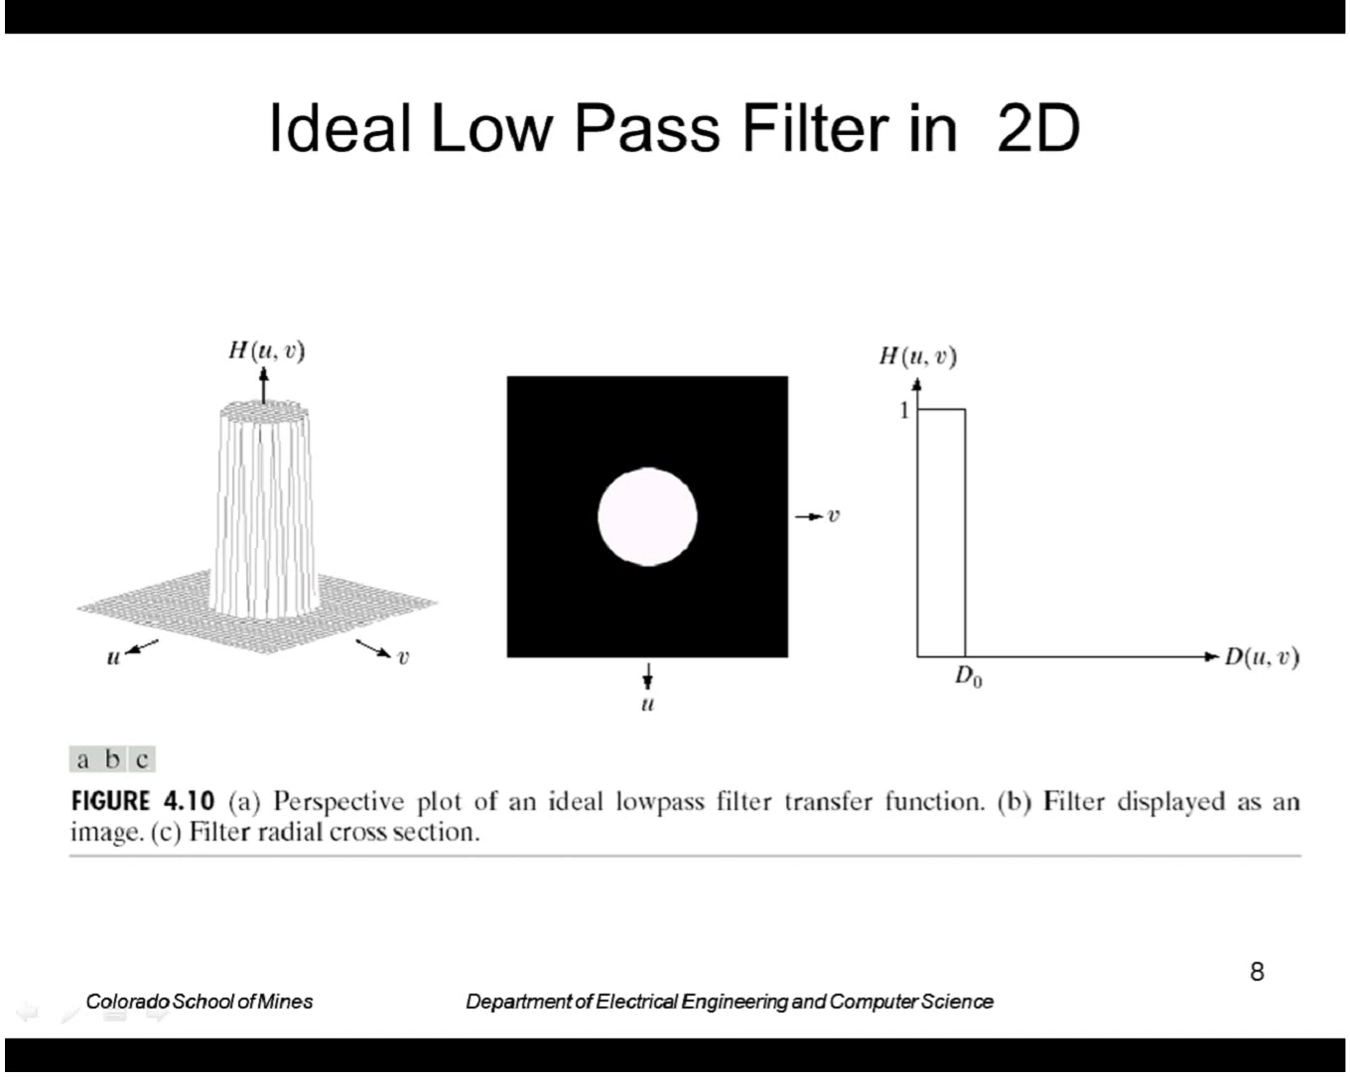 Ideal Low Pass Filter in 2D
H(u, v)
u
v
v
u
H(u, v)
1
D₀
D(u, v)
a b c
FIGURE 4.10 (a) Perspective plot of an ideal lowpass filter transfer function. (b) Filter displayed as an
image. (c) Filter radial cross section.
8
Colorado School of Mines
Department of Electrical Engineering and Computer Science